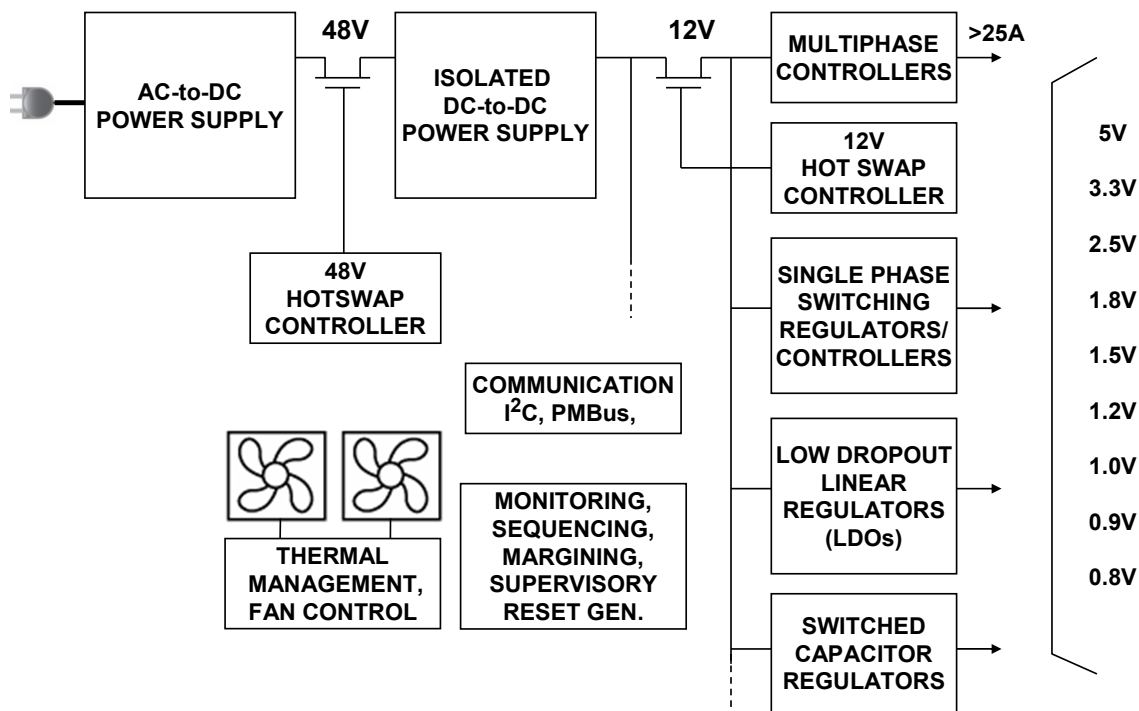 48V
12V
>25A
AC-to-DC
POWER SUPPLY
ISOLATED
DC-to-DC
POWER SUPPLY
MULTIPHASE
CONTROLLERS
12V
HOT SWAP
CONTROLLER
48V
HOTSWAP
CONTROLLER
SINGLE PHASE
SWITCHING
REGULATORS/
CONTROLLERS
COMMUNICATION
I²C, PMBus,
LOW DROPOUT
LINEAR
REGULATORS
(LDOs)
THERMAL
MANAGEMENT,
FAN CONTROL
MONITORING,
SEQUENCING,
MARGINING,
SUPERVISORY
RESET GEN.
SWITCHED
CAPACITOR
REGULATORS
5V
3.3V
2.5V
1.8V
1.5V
1.2V
1.0V
0.9V
0.8V